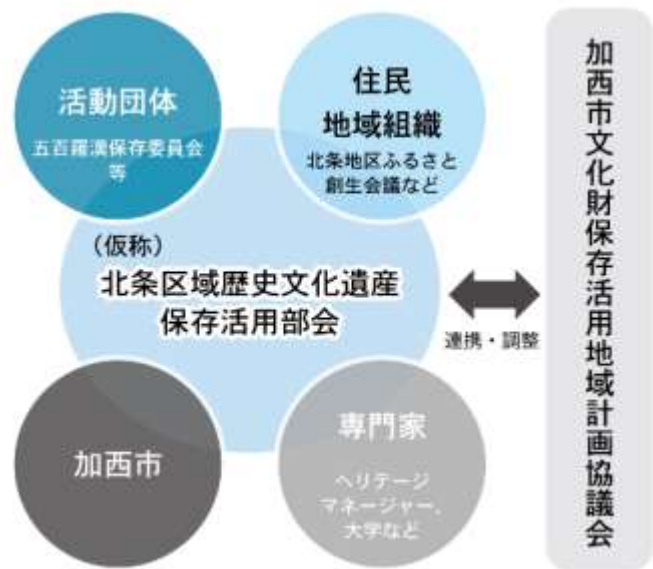 活動団体
五百羅漢保存委員会
等
住民
地域組織
北条地区ふるさと
創生会議など
（仮称）
北条区域歴史文化遺産
保存活用部会
連携・調整
加西市
専門家
ヘリテージ
マネージャー、
大学など
加西市文化財保存活用地域計画協議会